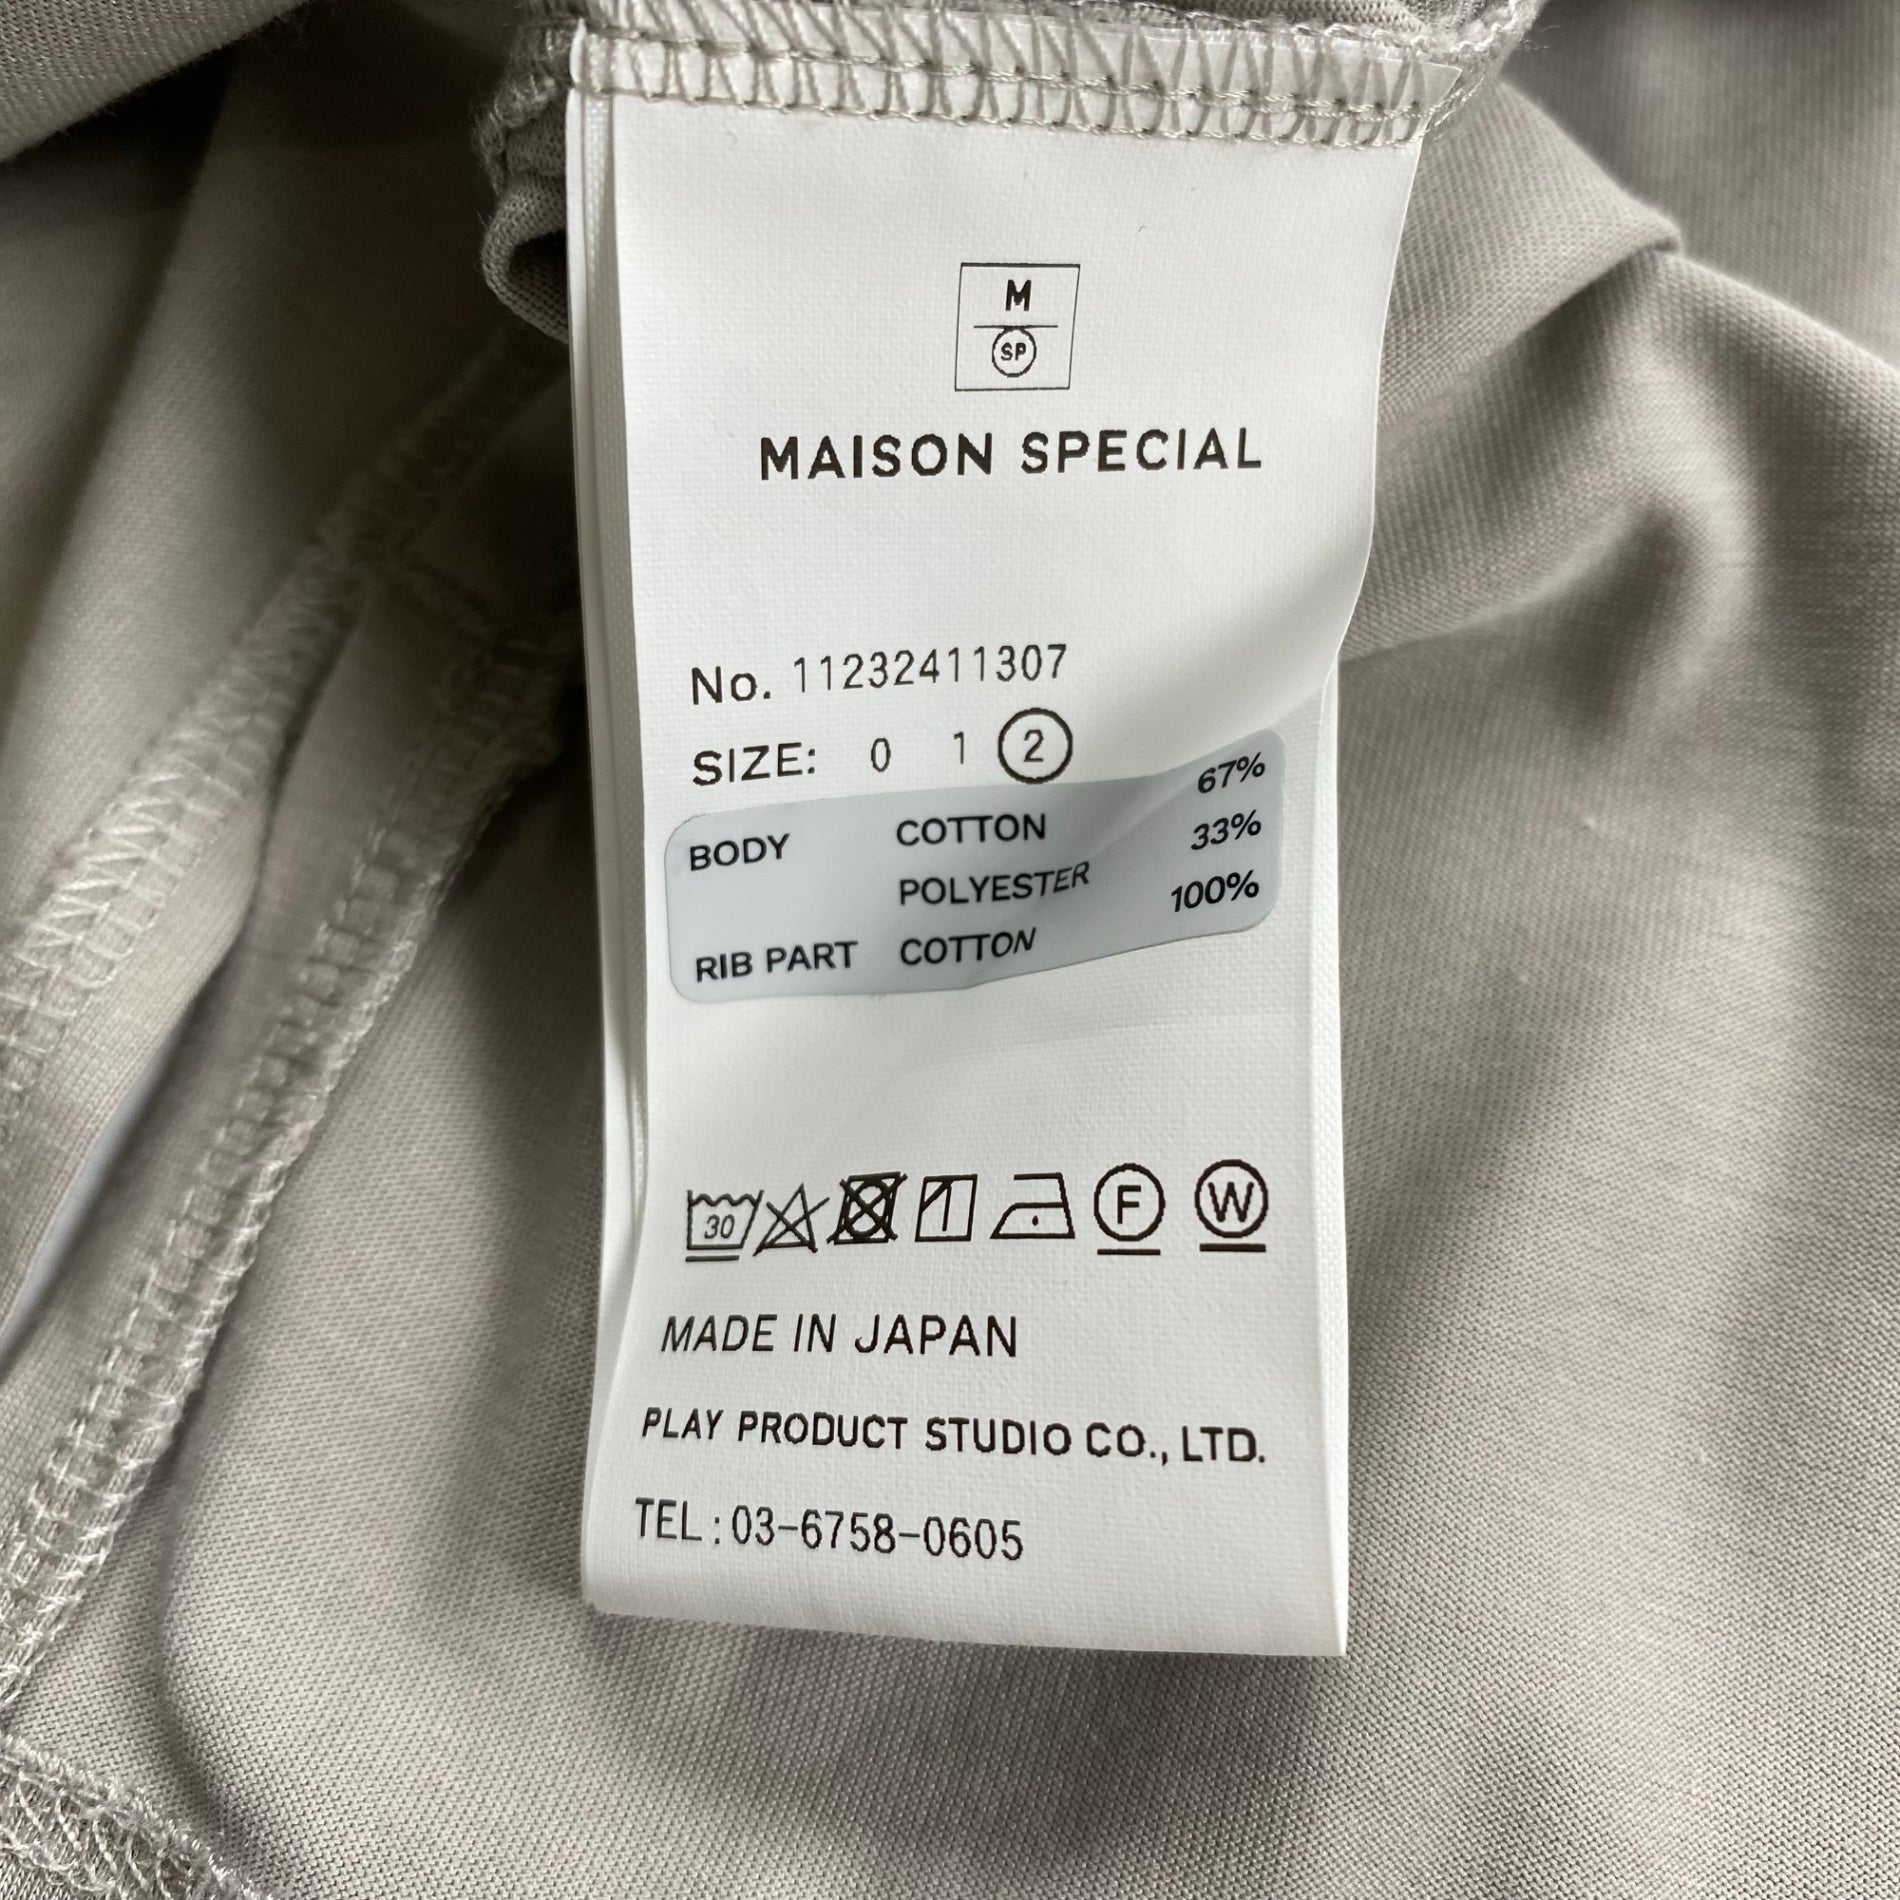 M
SP
MAISON SPECIAL
No. 11232411307
SIZE: 0 1 2
BODY COTTON 67%
POLYESTER 33%
RIB PART COTTON 100%
30 F W
MADE IN JAPAN
PLAY PRODUCT STUDIO CO., LTD.
TEL : 03-6758-0605